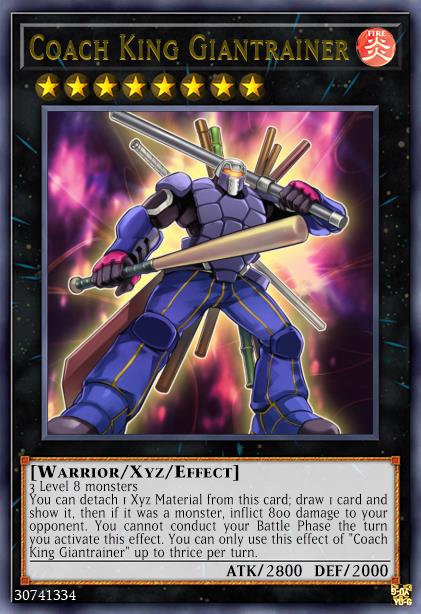 Coach King Giantrainer
FIRE
炎
[Warrior/Xyz/Effect]
3 Level 8 monsters
You can detach 1 Xyz Material from this card; draw 1 card and
show it, then if it was a monster, inflict 800 damage to your
opponent. You cannot conduct your Battle Phase the turn
you activate this effect. You can only use this effect of "Coach
King Giantrainer" up to thrice per turn.
ATK/2800 DEF/2000
30741334